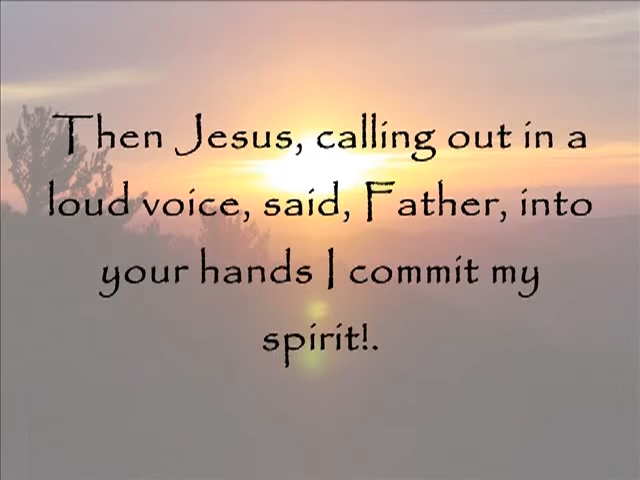 Then Jesus, calling out in a
loud voice, said, Father, into
your hands I commit my
spirit!.